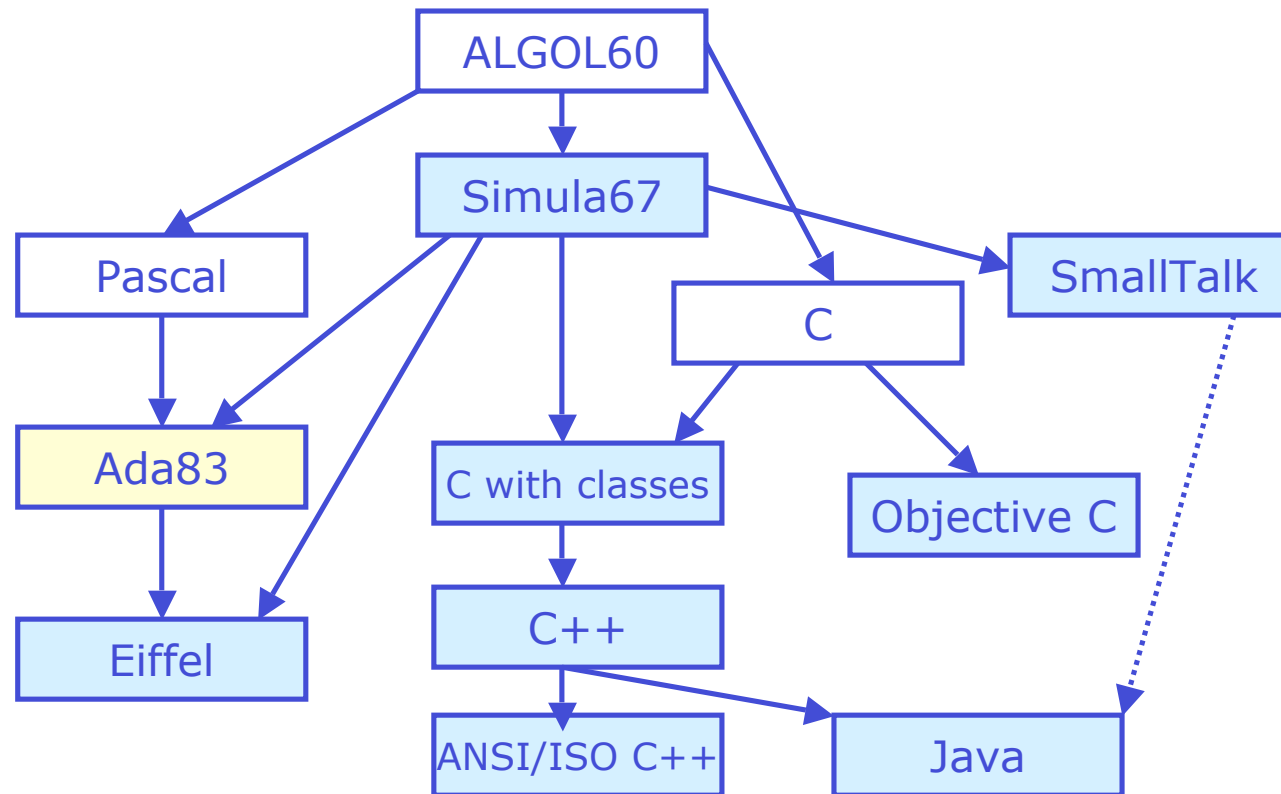 ALGOL60
Simula67
Pascal
SmallTalk
C
Ada83
C with classes
Objective C
Eiffel
C++
ANSI/ISO C++
Java